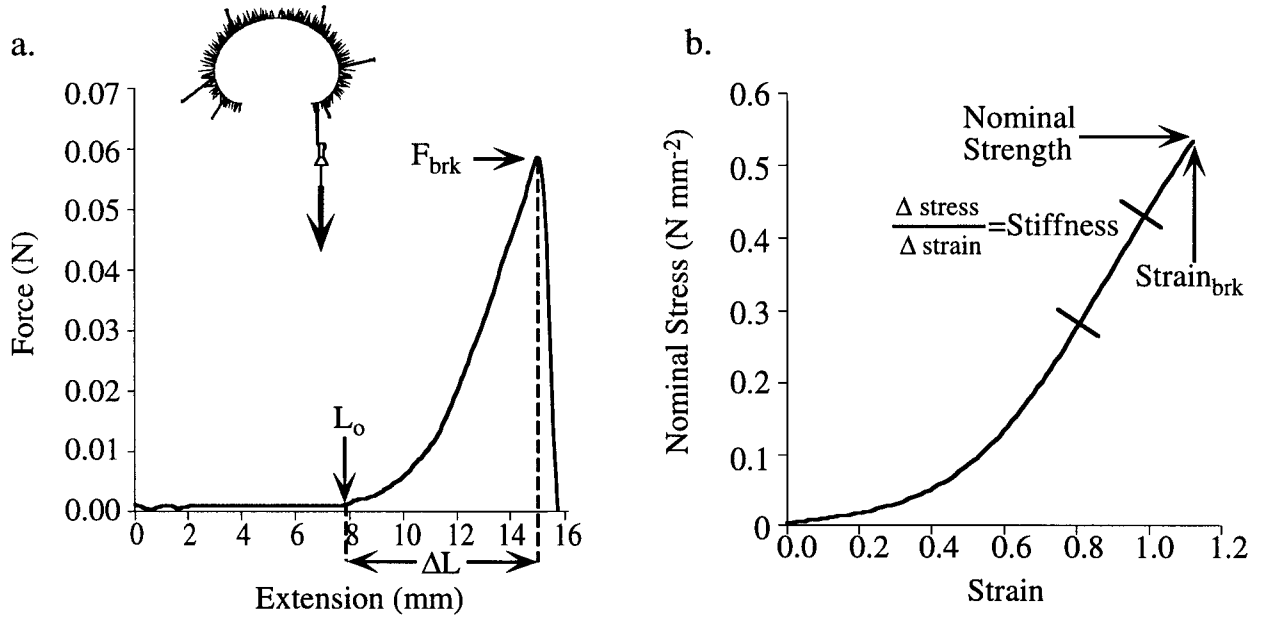 a.
0.07
0.06
0.05
0.04
0.03
0.02
0.01
0.00
Force (N)
F_brk
L_o
0 2 4 6 8 10 12 14 16
ΔL
Extension (mm)
b.
0.6
0.5
0.4
0.3
0.2
0.1
0
Nominal Stress (N mm⁻²)
Nominal
Strength
Δ stress
Δ strain
=Stiffness
Strain_brk
0.0 0.2 0.4 0.6 0.8 1.0 1.2
Strain